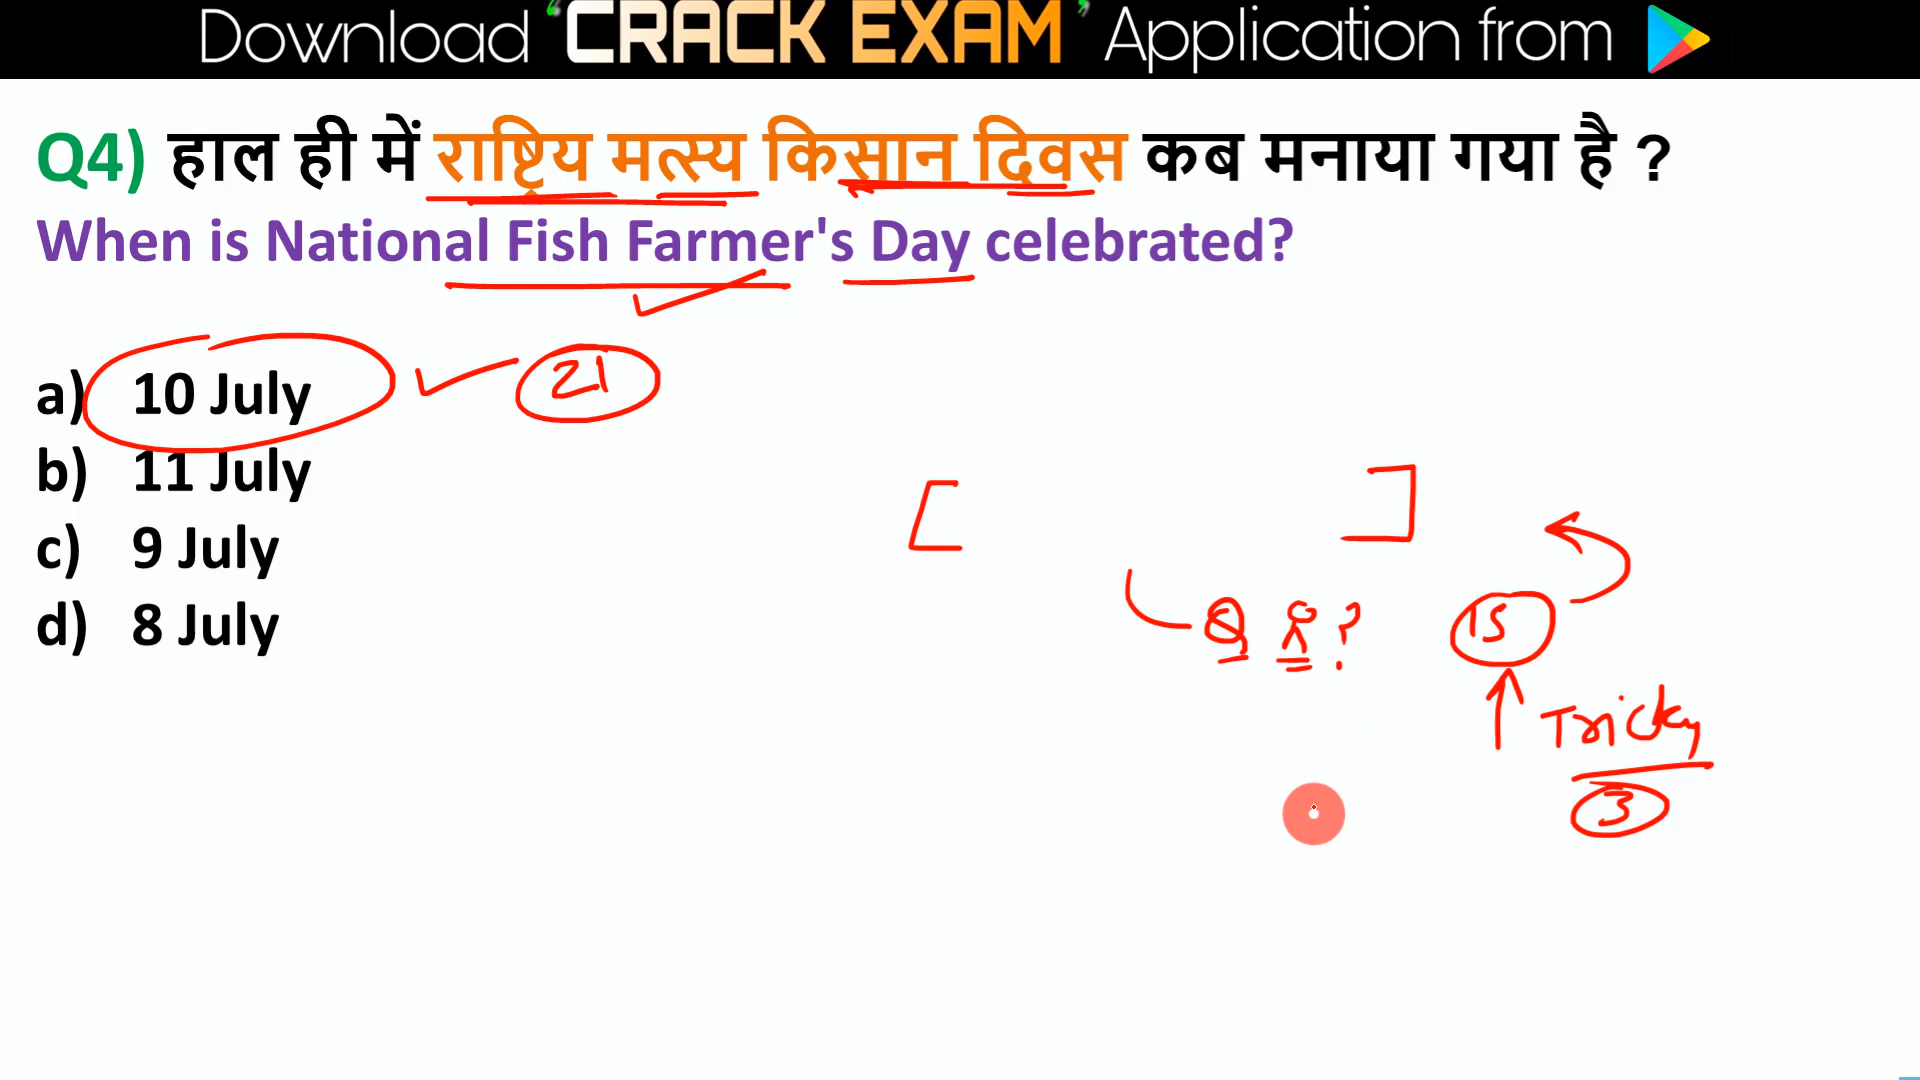 Download 'CRACK EXAM' Application from
Q4) हाल ही में राष्ट्रिय मत्स्य किसान दिवस कब मनाया गया है ?
When is National Fish Farmer's Day celebrated?
a) 10 July
21
b) 11 July
c) 9 July
d) 8 July
15
Tricky
3